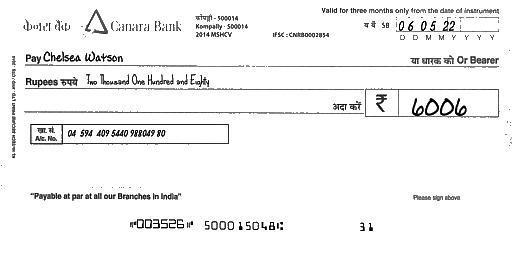 केनरा बैंक Canara Bank
कोंपल्ली - 500014
Kompally - 500014
2014 MSHCV
IFSC : CNRB0002854
Valid for three months only from the date of instrument
SB 06 05 22
D D M M Y Y Y Y
Pay Chelsea Watson या धारक को Or Bearer
Rupees रुपये Two Thousand One Hundred and Eighty
अदा करें ₹ 6006
खा. सं.
A/c. No. 04 594 409 5440 988049 80
"Payable at par at all our Branches in India"
Please sign above
⑈003526⑈ 500015048⑆ 31